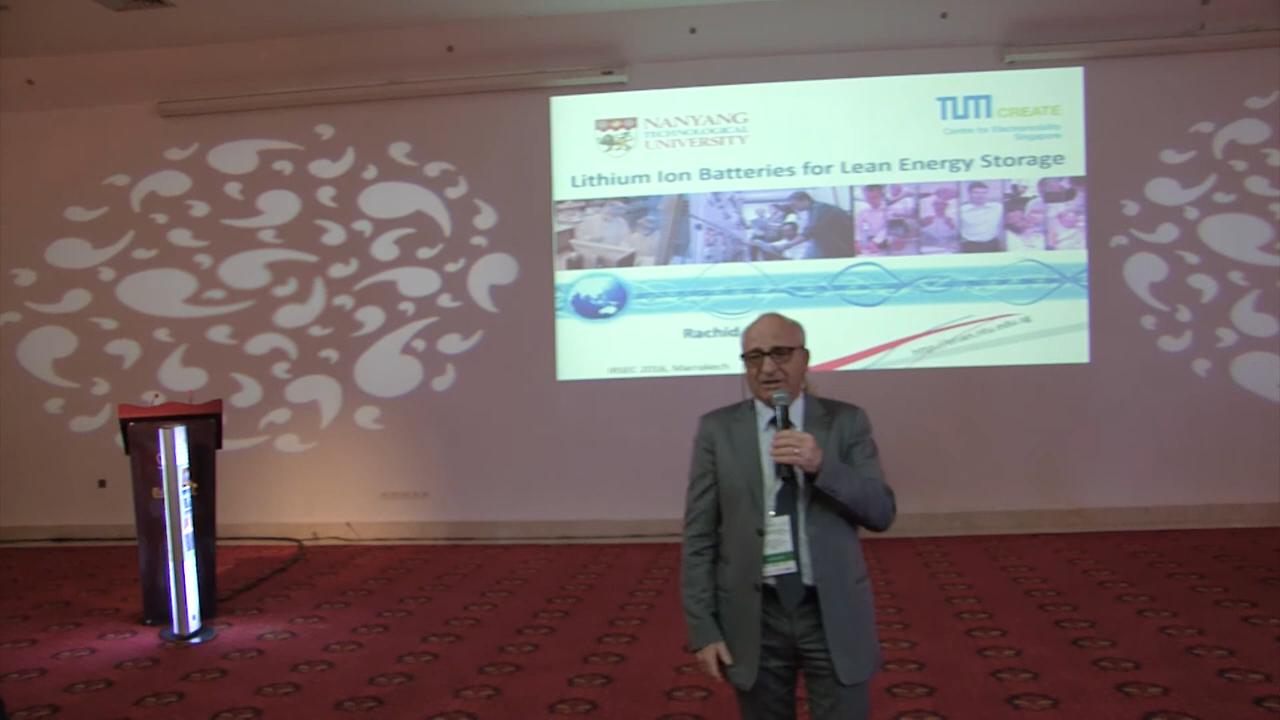 NANYANG
TECHNOLOGICAL
UNIVERSITY
TUM CREATE
Centre for Electromobility
Singapore
Lithium Ion Batteries for Lean Energy Storage
Rachid
IRSEC 2016, Marrakech